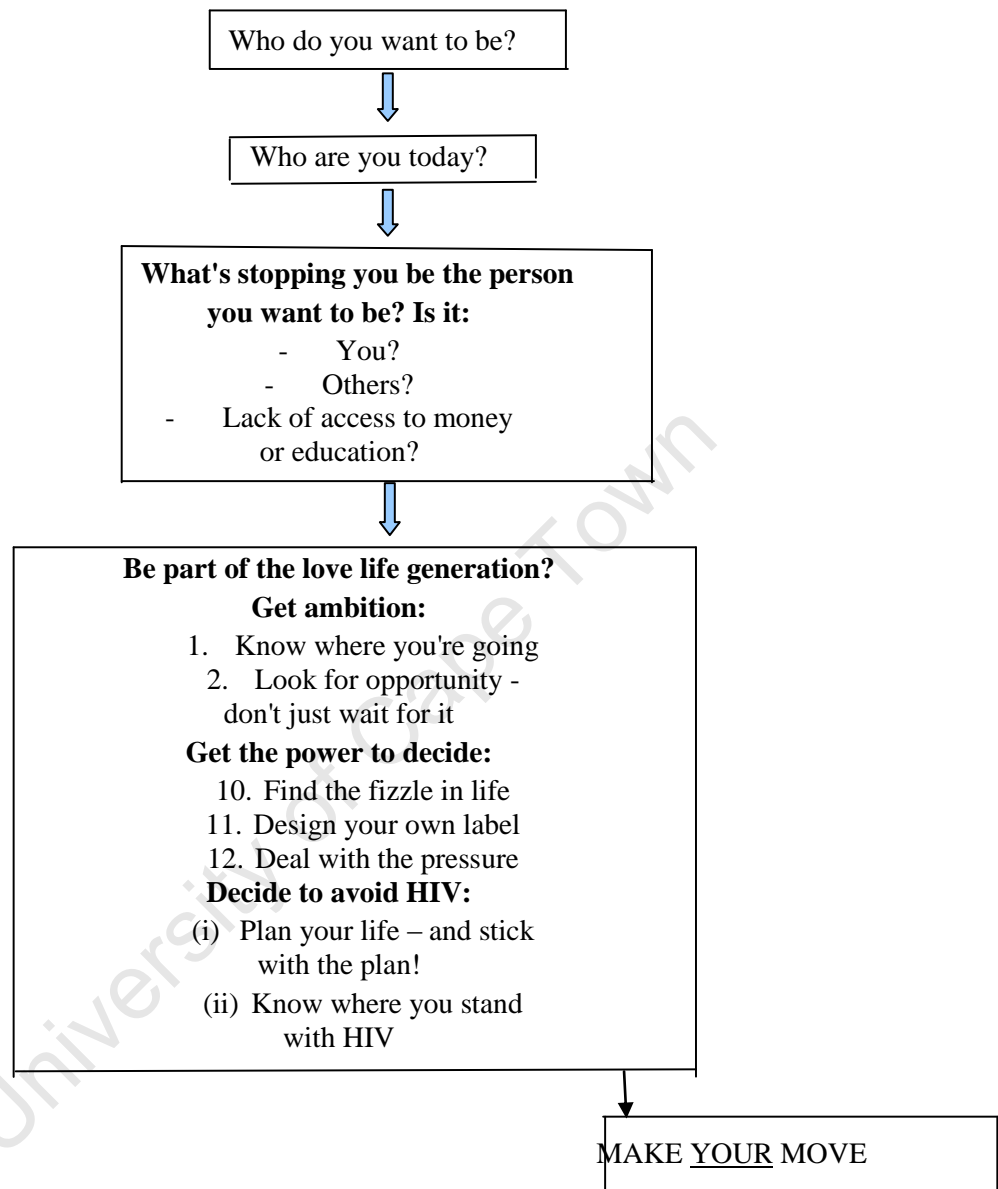 Who do you want to be?
Who are you today?
What's stopping you be the person
you want to be? Is it:
- You?
- Others?
- Lack of access to money
or education?
Be part of the love life generation?
Get ambition:
1. Know where you're going
2. Look for opportunity -
don't just wait for it
Get the power to decide:
10. Find the fizzle in life
11. Design your own label
12. Deal with the pressure
Decide to avoid HIV:
(i) Plan your life – and stick
with the plan!
(ii) Know where you stand
with HIV
MAKE YOUR MOVE
University of Cape Town